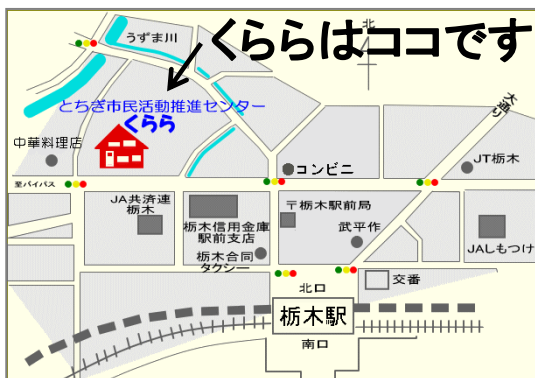 北
くららはココです
うずま川
大通り
とちぎ市民活動推進センター
くらら
中華料理店
コンビニ
JT栃木
至バイパス
JA共済連
栃木
栃木信用金庫
駅前支店
〒栃木駅前局
武平作
JAしもつけ
栃木合同
タクシー
北口
交番
栃木駅
南口